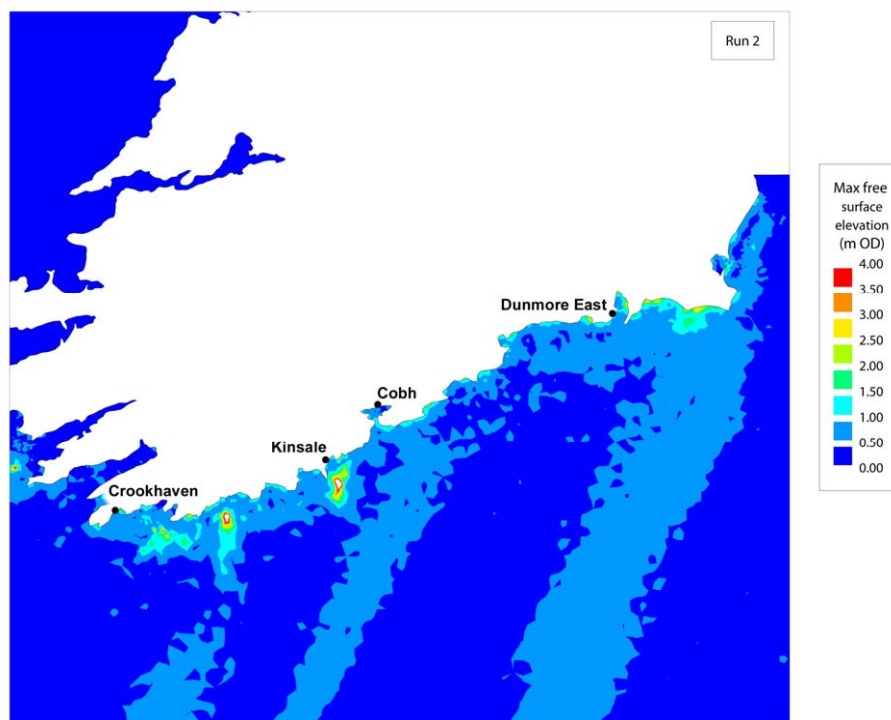 Run 2
Max free
surface
elevation
(m OD)
4.00
3.50
3.00
2.50
2.00
1.50
1.00
0.50
0.00
Dunmore East
Cobh
Kinsale
Crookhaven